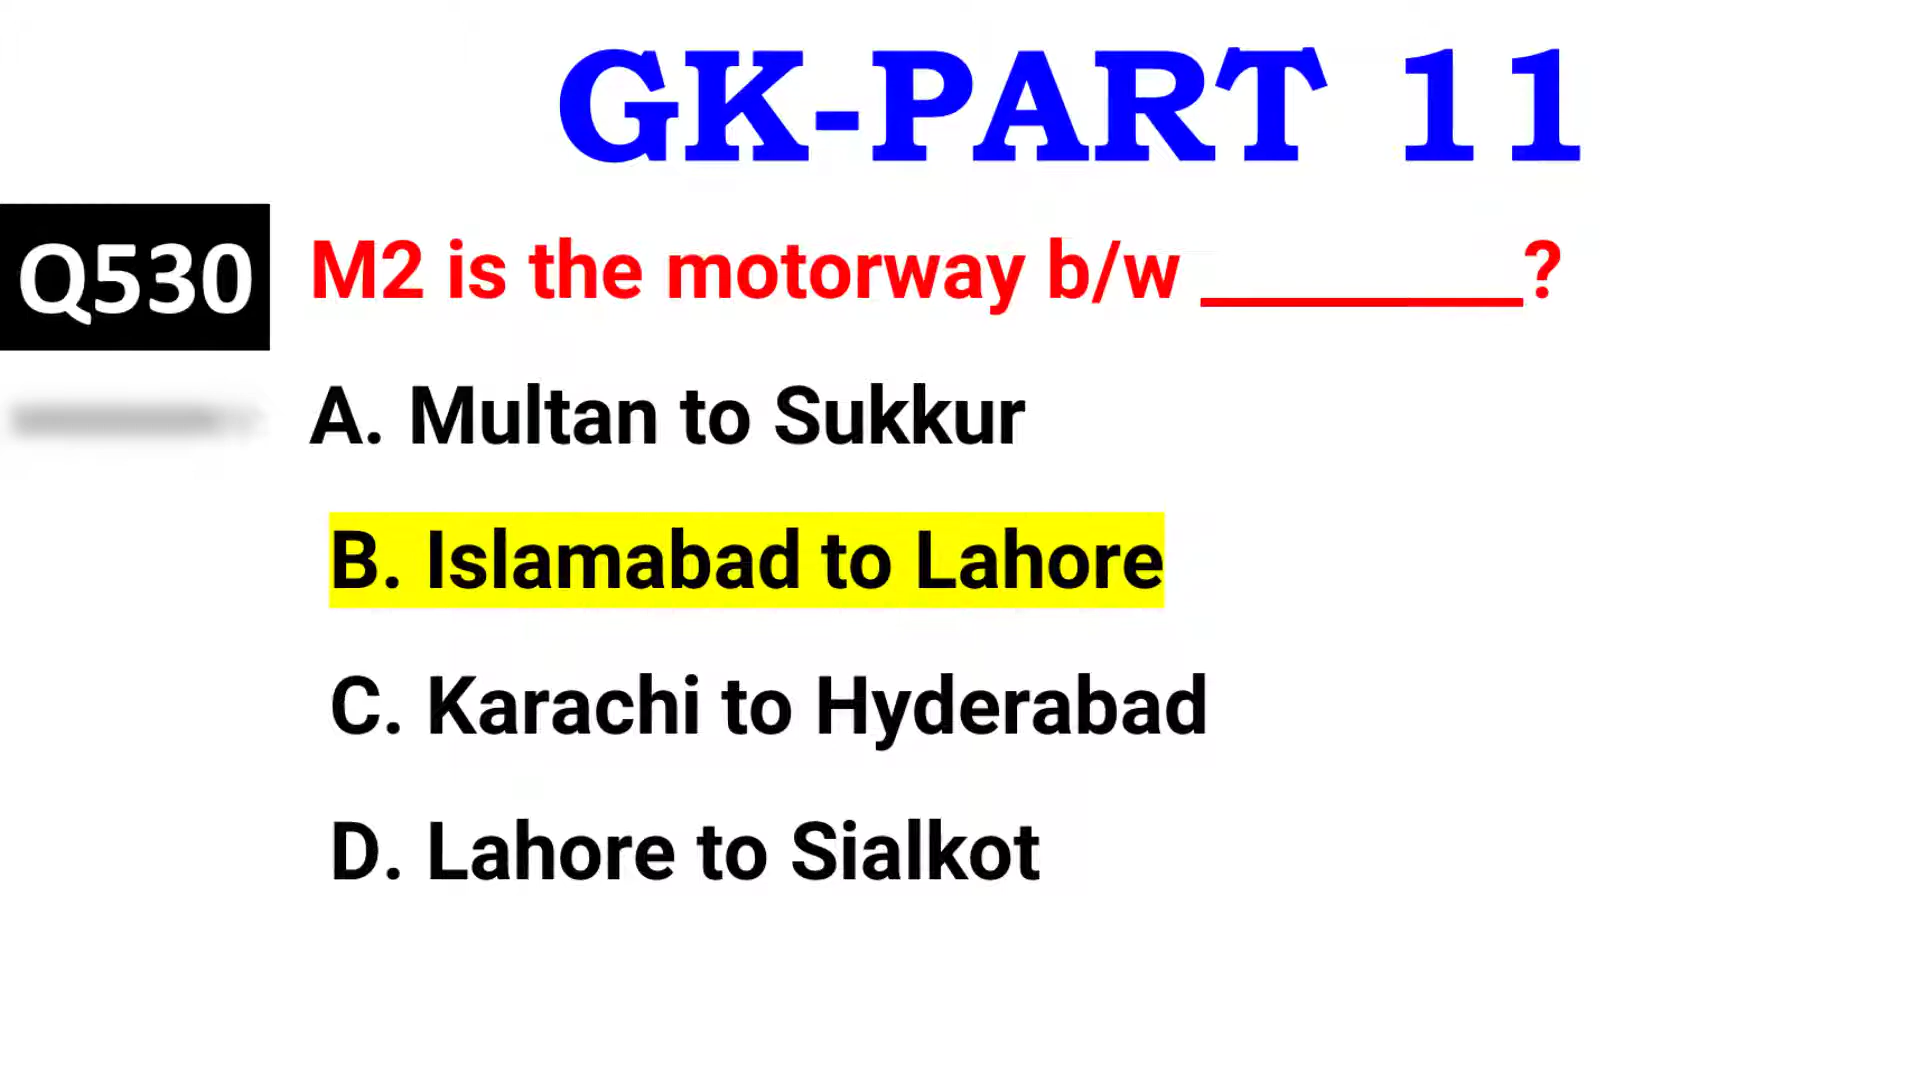 GK-PART 11
Q530 M2 is the motorway b/w ________?
A. Multan to Sukkur
B. Islamabad to Lahore
C. Karachi to Hyderabad
D. Lahore to Sialkot